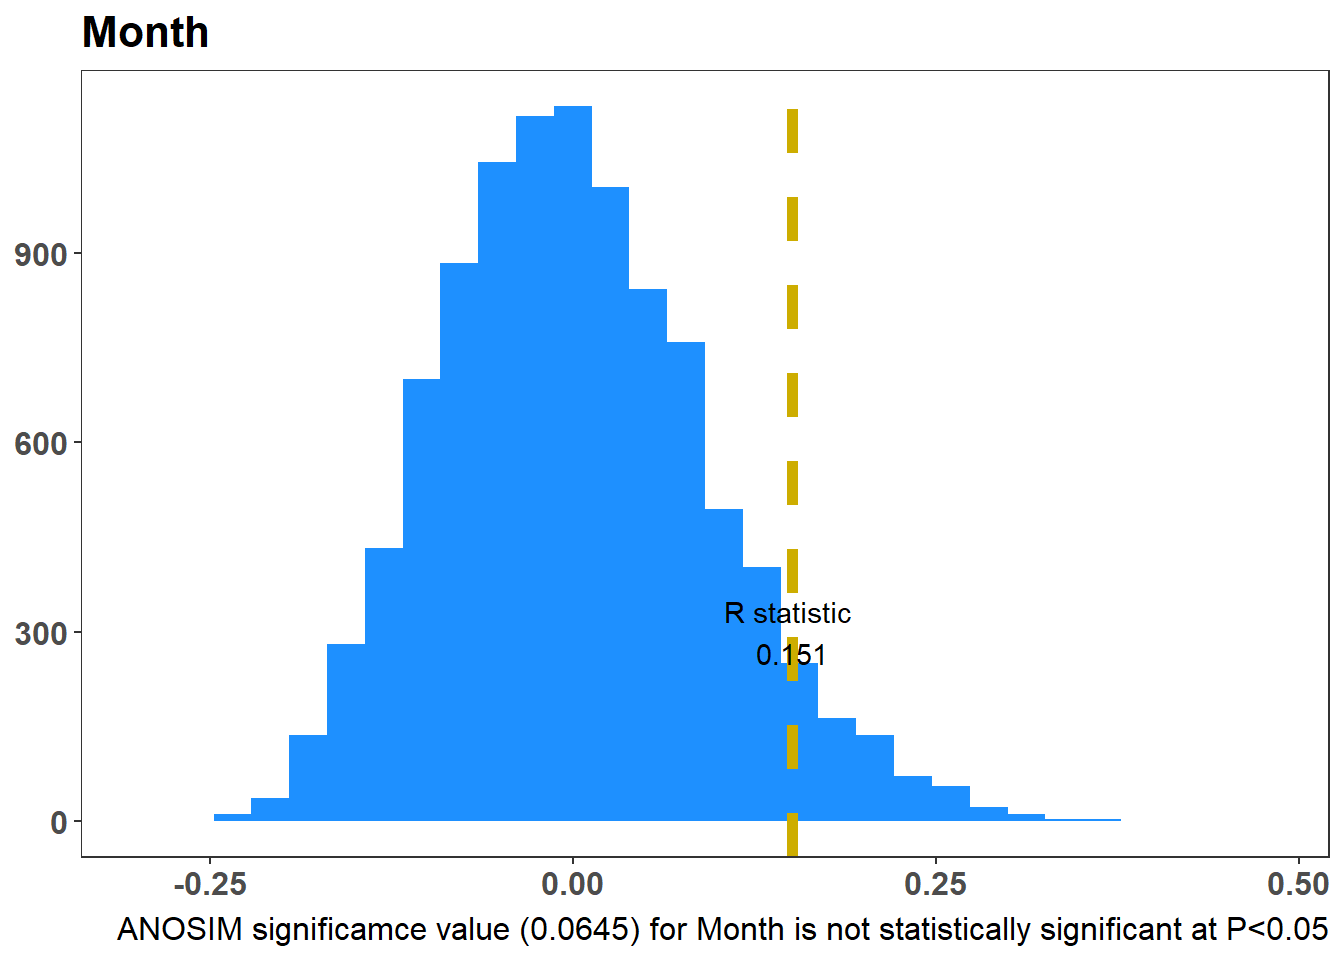 Month
900
600
300
0
R statistic
0.151
-0.25 0.00 0.25 0.50
ANOSIM significamce value (0.0645) for Month is not statistically significant at P<0.05